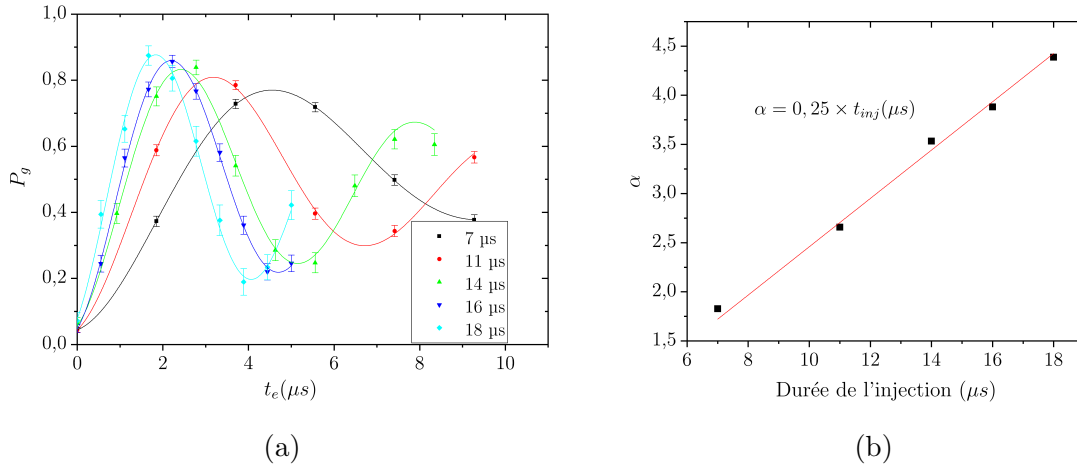 1,0
0,8
0,6
0,4
0,2
0,0
P_g
0 2 4 6 8 10
t_e(μs)
7 μs
11 μs
14 μs
16 μs
18 μs
(a)
4,5
4,0
3,5
3,0
2,5
2,0
1,5
α
α = 0, 25 × t_{inj}(μs)
6 8 10 12 14 16 18
Durée de l'injection (μs)
(b)